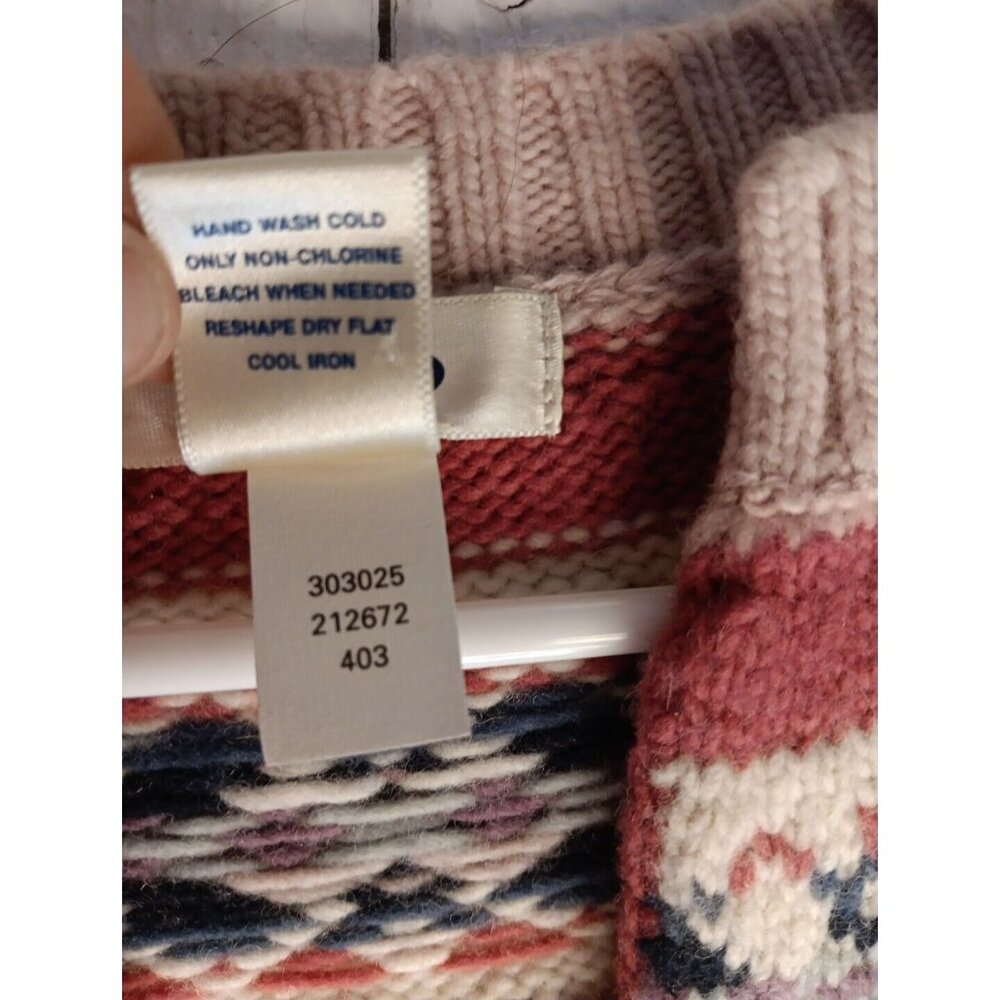 HAND WASH COLD
ONLY NON-CHLORINE
BLEACH WHEN NEEDED
RESHAPE DRY FLAT
COOL IRON
303025
212672
403